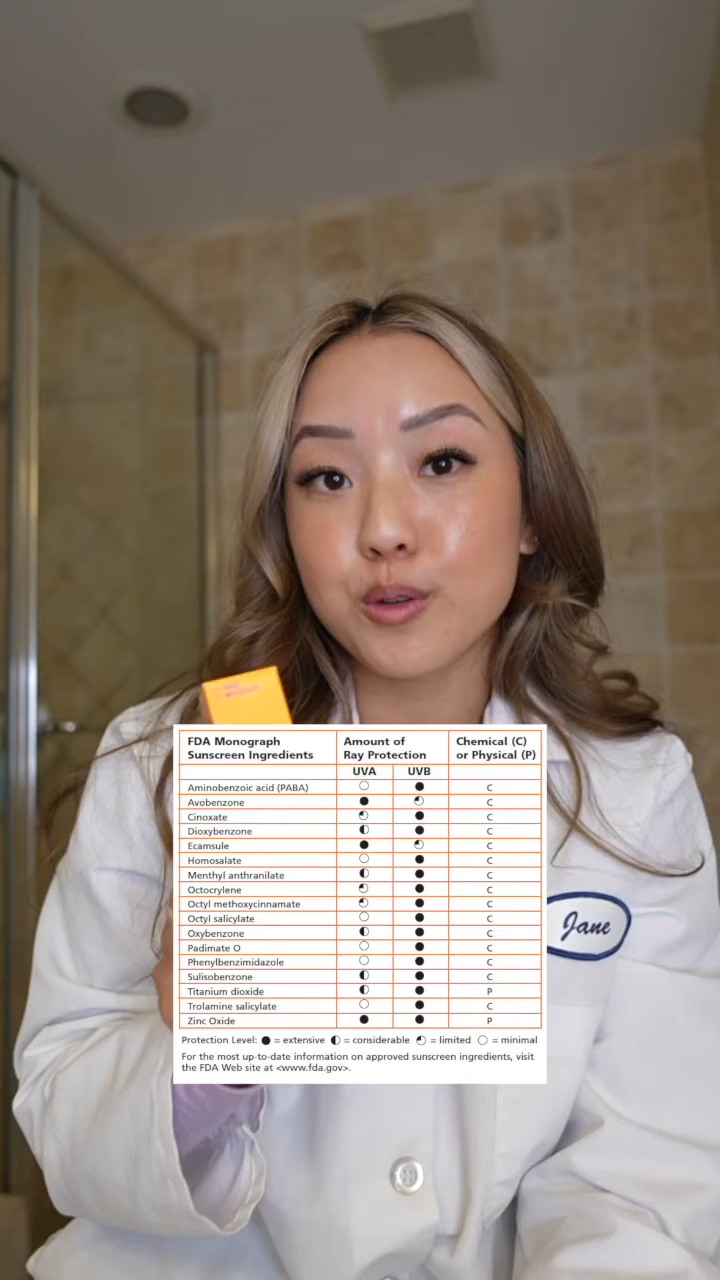 FDA Monograph Sunscreen Ingredients Amount of Ray Protection Chemical (C) or Physical (P)
UVA UVB
Aminobenzoic acid (PABA) ○ ● C
Avobenzone ● ◔ C
Cinoxate ◔ ● C
Dioxybenzone ◐ ● C
Ecamsule ● ◔ C
Homosalate ○ ● C
Menthyl anthranilate ◐ ● C
Octocrylene ◔ ● C
Octyl methoxycinnamate ◔ ● C
Octyl salicylate ○ ● C
Oxybenzone ◐ ● C
Padimate O ○ ● C
Phenylbenzimidazole ○ ● C
Sulisobenzone ◐ ● C
Titanium dioxide ◐ ● P
Trolamine salicylate ○ ● C
Zinc Oxide ● ● P
Protection Level: ● = extensive ◐ = considerable ◔ = limited ○ = minimal
For the most up-to-date information on approved sunscreen ingredients, visit
the FDA Web site at <www.fda.gov>.
Jane